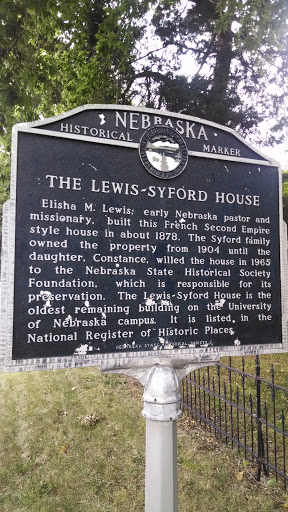 NEBRASKA
HISTORICAL MARKER
THE LEWIS-SYFORD HOUSE
Elisha M. Lewis, early Nebraska pastor and
missionary, built this French Second Empire
style house in about 1878. The Syford family
owned the property from 1904 until the
daughter, Constance, willed the house in 1965
to the Nebraska State Historical Society
Foundation, which is responsible for its
preservation. The Lewis-Syford House is the
oldest remaining building on the University
of Nebraska campus. It is listed in the
National Register of Historic Places.
NEBRASKA STATE HISTORICAL SOCIETY